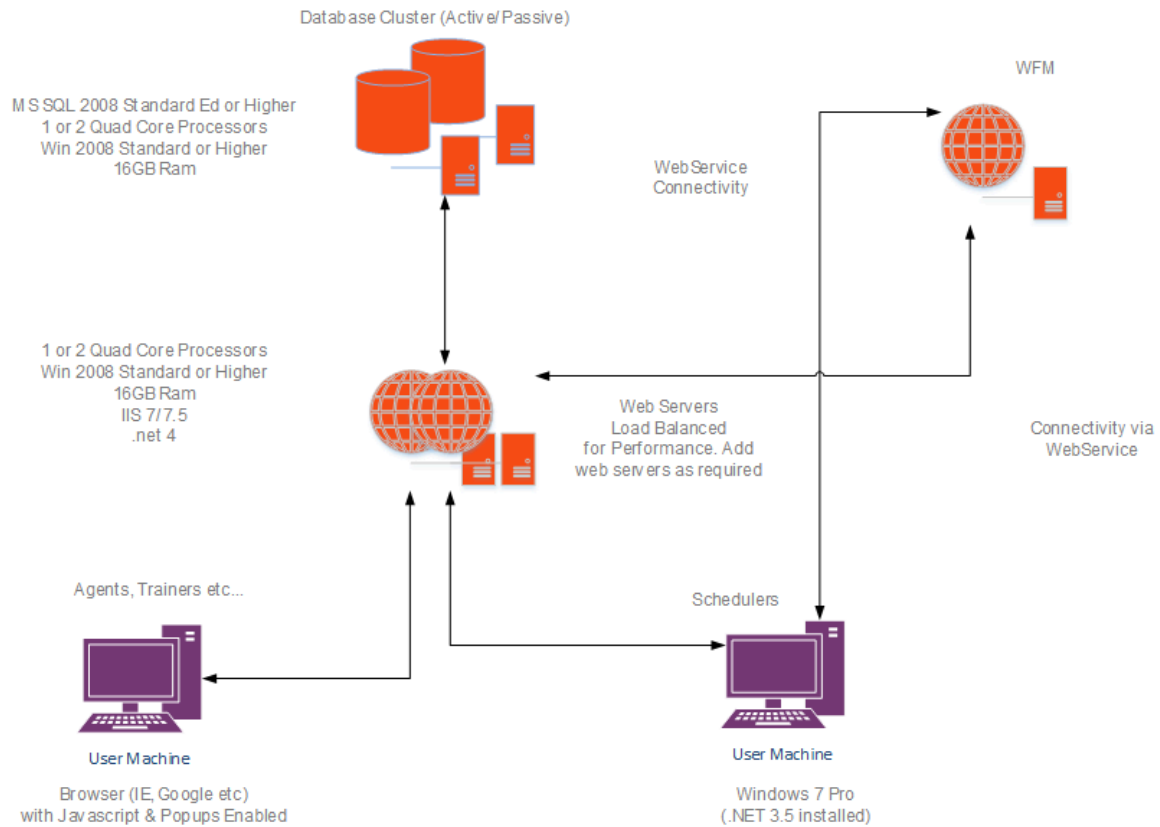 Database Cluster (Active/Passive)
MS SQL 2008 Standard Ed or Higher
1 or 2 Quad Core Processors
Win 2008 Standard or Higher
16GB Ram
WFM
WebService
Connectivity
1 or 2 Quad Core Processors
Win 2008 Standard or Higher
16GB Ram
IIS 7/7.5
.net 4
Web Servers
Load Balanced
for Performance. Add
web servers as required
Connectivity via
WebService
Agents, Trainers etc...
User Machine
Browser (IE, Google etc)
with Javascript & Popups Enabled
Schedulers
User Machine
Windows 7 Pro
(.NET 3.5 installed)